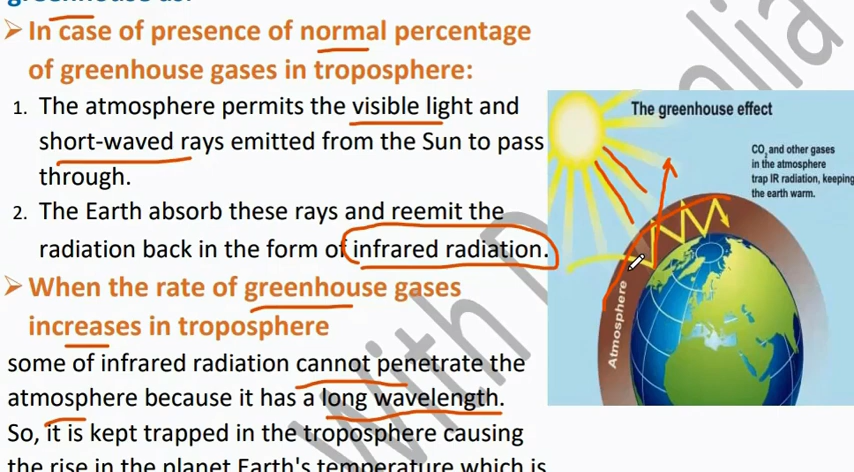 ➢ In case of presence of normal percentage
of greenhouse gases in troposphere:
1. The atmosphere permits the visible light and
short-waved rays emitted from the Sun to pass
through.
2. The Earth absorb these rays and reemit the
radiation back in the form of infrared radiation.
➢ When the rate of greenhouse gases
increases in troposphere
some of infrared radiation cannot penetrate the
atmosphere because it has a long wavelength.
So, it is kept trapped in the troposphere causing
the rise in the planet Earth's temperature which is
The greenhouse effect
CO2 and other gases
in the atmosphere
trap IR radiation, keeping
the earth warm.
Atmosphere
With